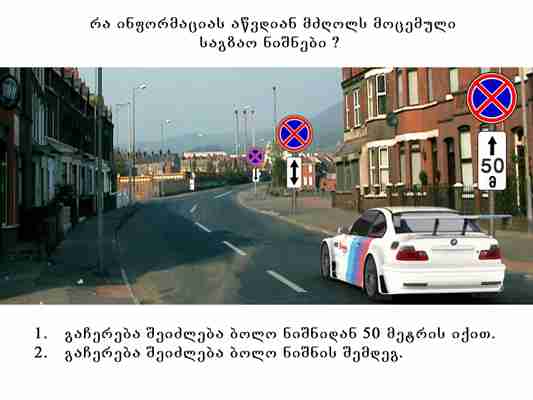 რა ინფორმაციას აწვდიან მძღოლს მოცემული
საგზაო ნიშნები ?
50
მ
1. გაჩერება შეიძლება ბოლო ნიშნიდან 50 მეტრის იქით.
2. გაჩერება შეიძლება ბოლო ნიშნის შემდეგ.